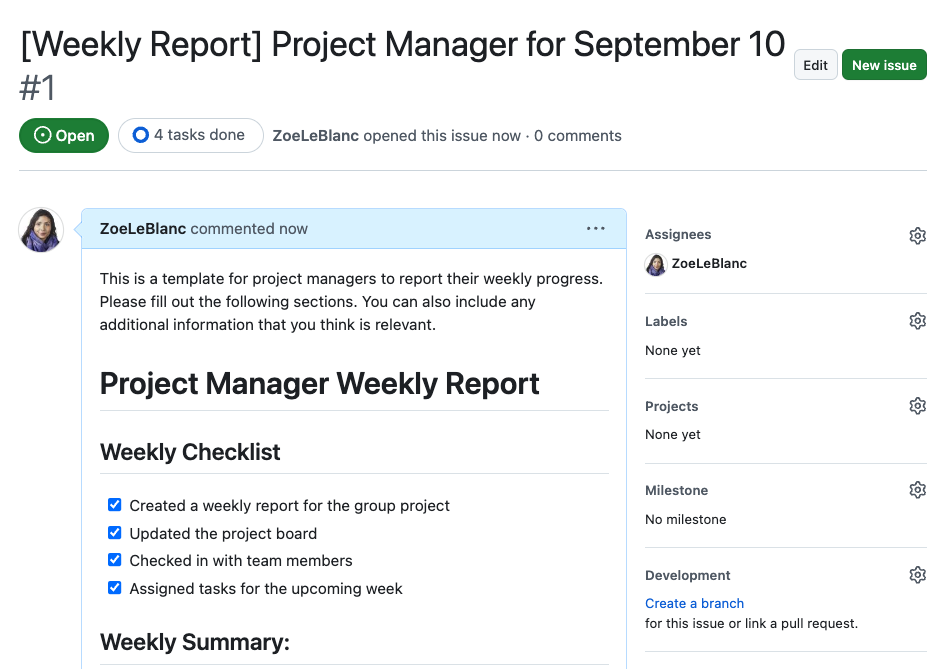 [Weekly Report] Project Manager for September 10
#1
Edit
New issue
Open
4 tasks done
ZoeLeBlanc opened this issue now · 0 comments
ZoeLeBlanc commented now
This is a template for project managers to report their weekly progress.
Please fill out the following sections. You can also include any
additional information that you think is relevant.
Project Manager Weekly Report
Weekly Checklist
Created a weekly report for the group project
Updated the project board
Checked in with team members
Assigned tasks for the upcoming week
Weekly Summary:
Assignees
ZoeLeBlanc
Labels
None yet
Projects
None yet
Milestone
No milestone
Development
Create a branch
for this issue or link a pull request.